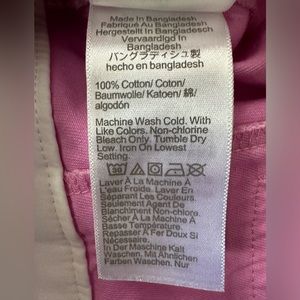 Made In Bangladesh
Fabriqué Au Bangladesh
Hergestellt In Bangladesch
Vervaardigd In
Bangladesh
バングラディシュ製
hecho en bangladesh
100% Cotton/ Coton/
Baumwolle/ Katoen/ 綿/
algodón
Machine Wash Cold. With
Like Colors. Non-chlorine
Bleach Only. Tumble Dry
Low. Iron On Lowest
Setting.
Laver À La Machine À
L'eau Froide. Laver En
Séparant Les Couleurs.
Seulement Agent De
Blanchiment Non-chloré.
Sécher À La Machine À
Basse Température.
Repasser À Fer Doux Si
Nécessaire.
In Der Maschine Kalt
Waschen. Mit Ähnlichen
Farben Waschen. Nur